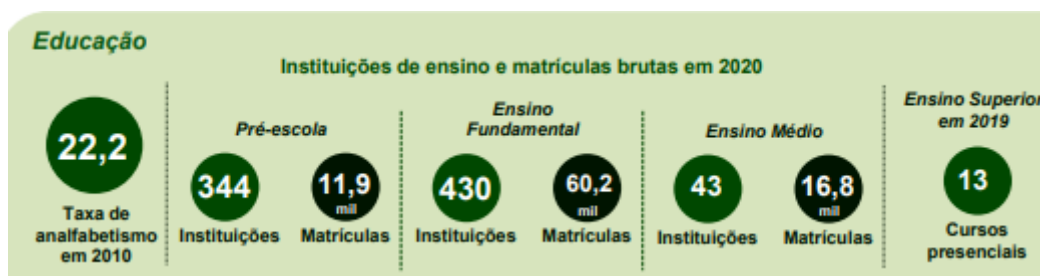 Educação
Instituições de ensino e matrículas brutas em 2020
22,2
Taxa de
analfabetismo
em 2010
Pré-escola
344
Instituições
11,9
mil
Matrículas
Ensino
Fundamental
430
Instituições
60,2
mil
Matrículas
Ensino Médio
43
Instituições
16,8
mil
Matrículas
Ensino Superior
em 2019
13
Cursos
presenciais